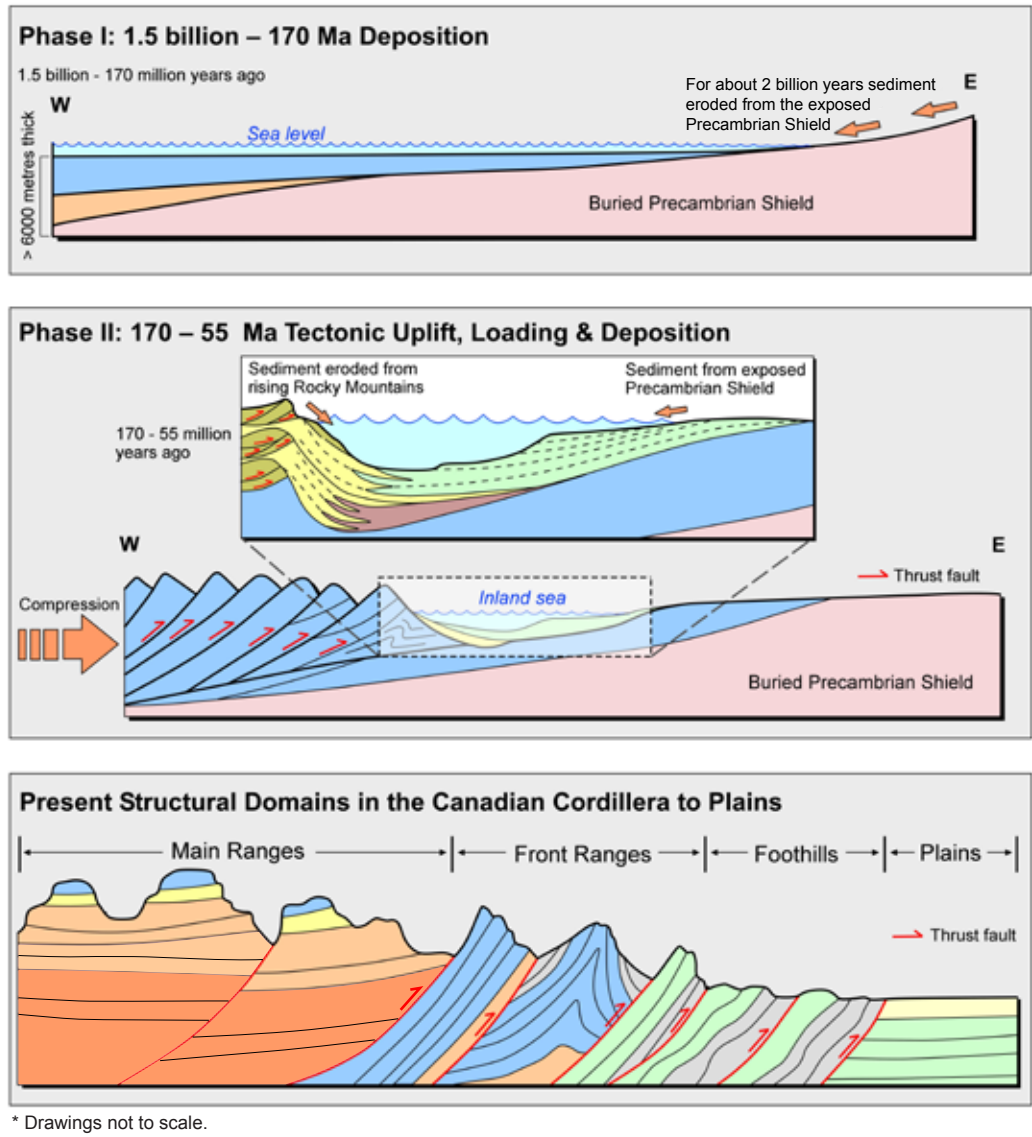 Phase I: 1.5 billion – 170 Ma Deposition
1.5 billion - 170 million years ago
W
E
For about 2 billion years sediment
eroded from the exposed
Precambrian Shield
Sea level
> 6000 metres thick
Buried Precambrian Shield
Phase II: 170 – 55 Ma Tectonic Uplift, Loading & Deposition
Sediment eroded from
rising Rocky Mountains
Sediment from exposed
Precambrian Shield
170 - 55 million
years ago
W
E
Thrust fault
Compression
Inland sea
Buried Precambrian Shield
Present Structural Domains in the Canadian Cordillera to Plains
Main Ranges
Front Ranges
Foothills
Plains
Thrust fault
* Drawings not to scale.